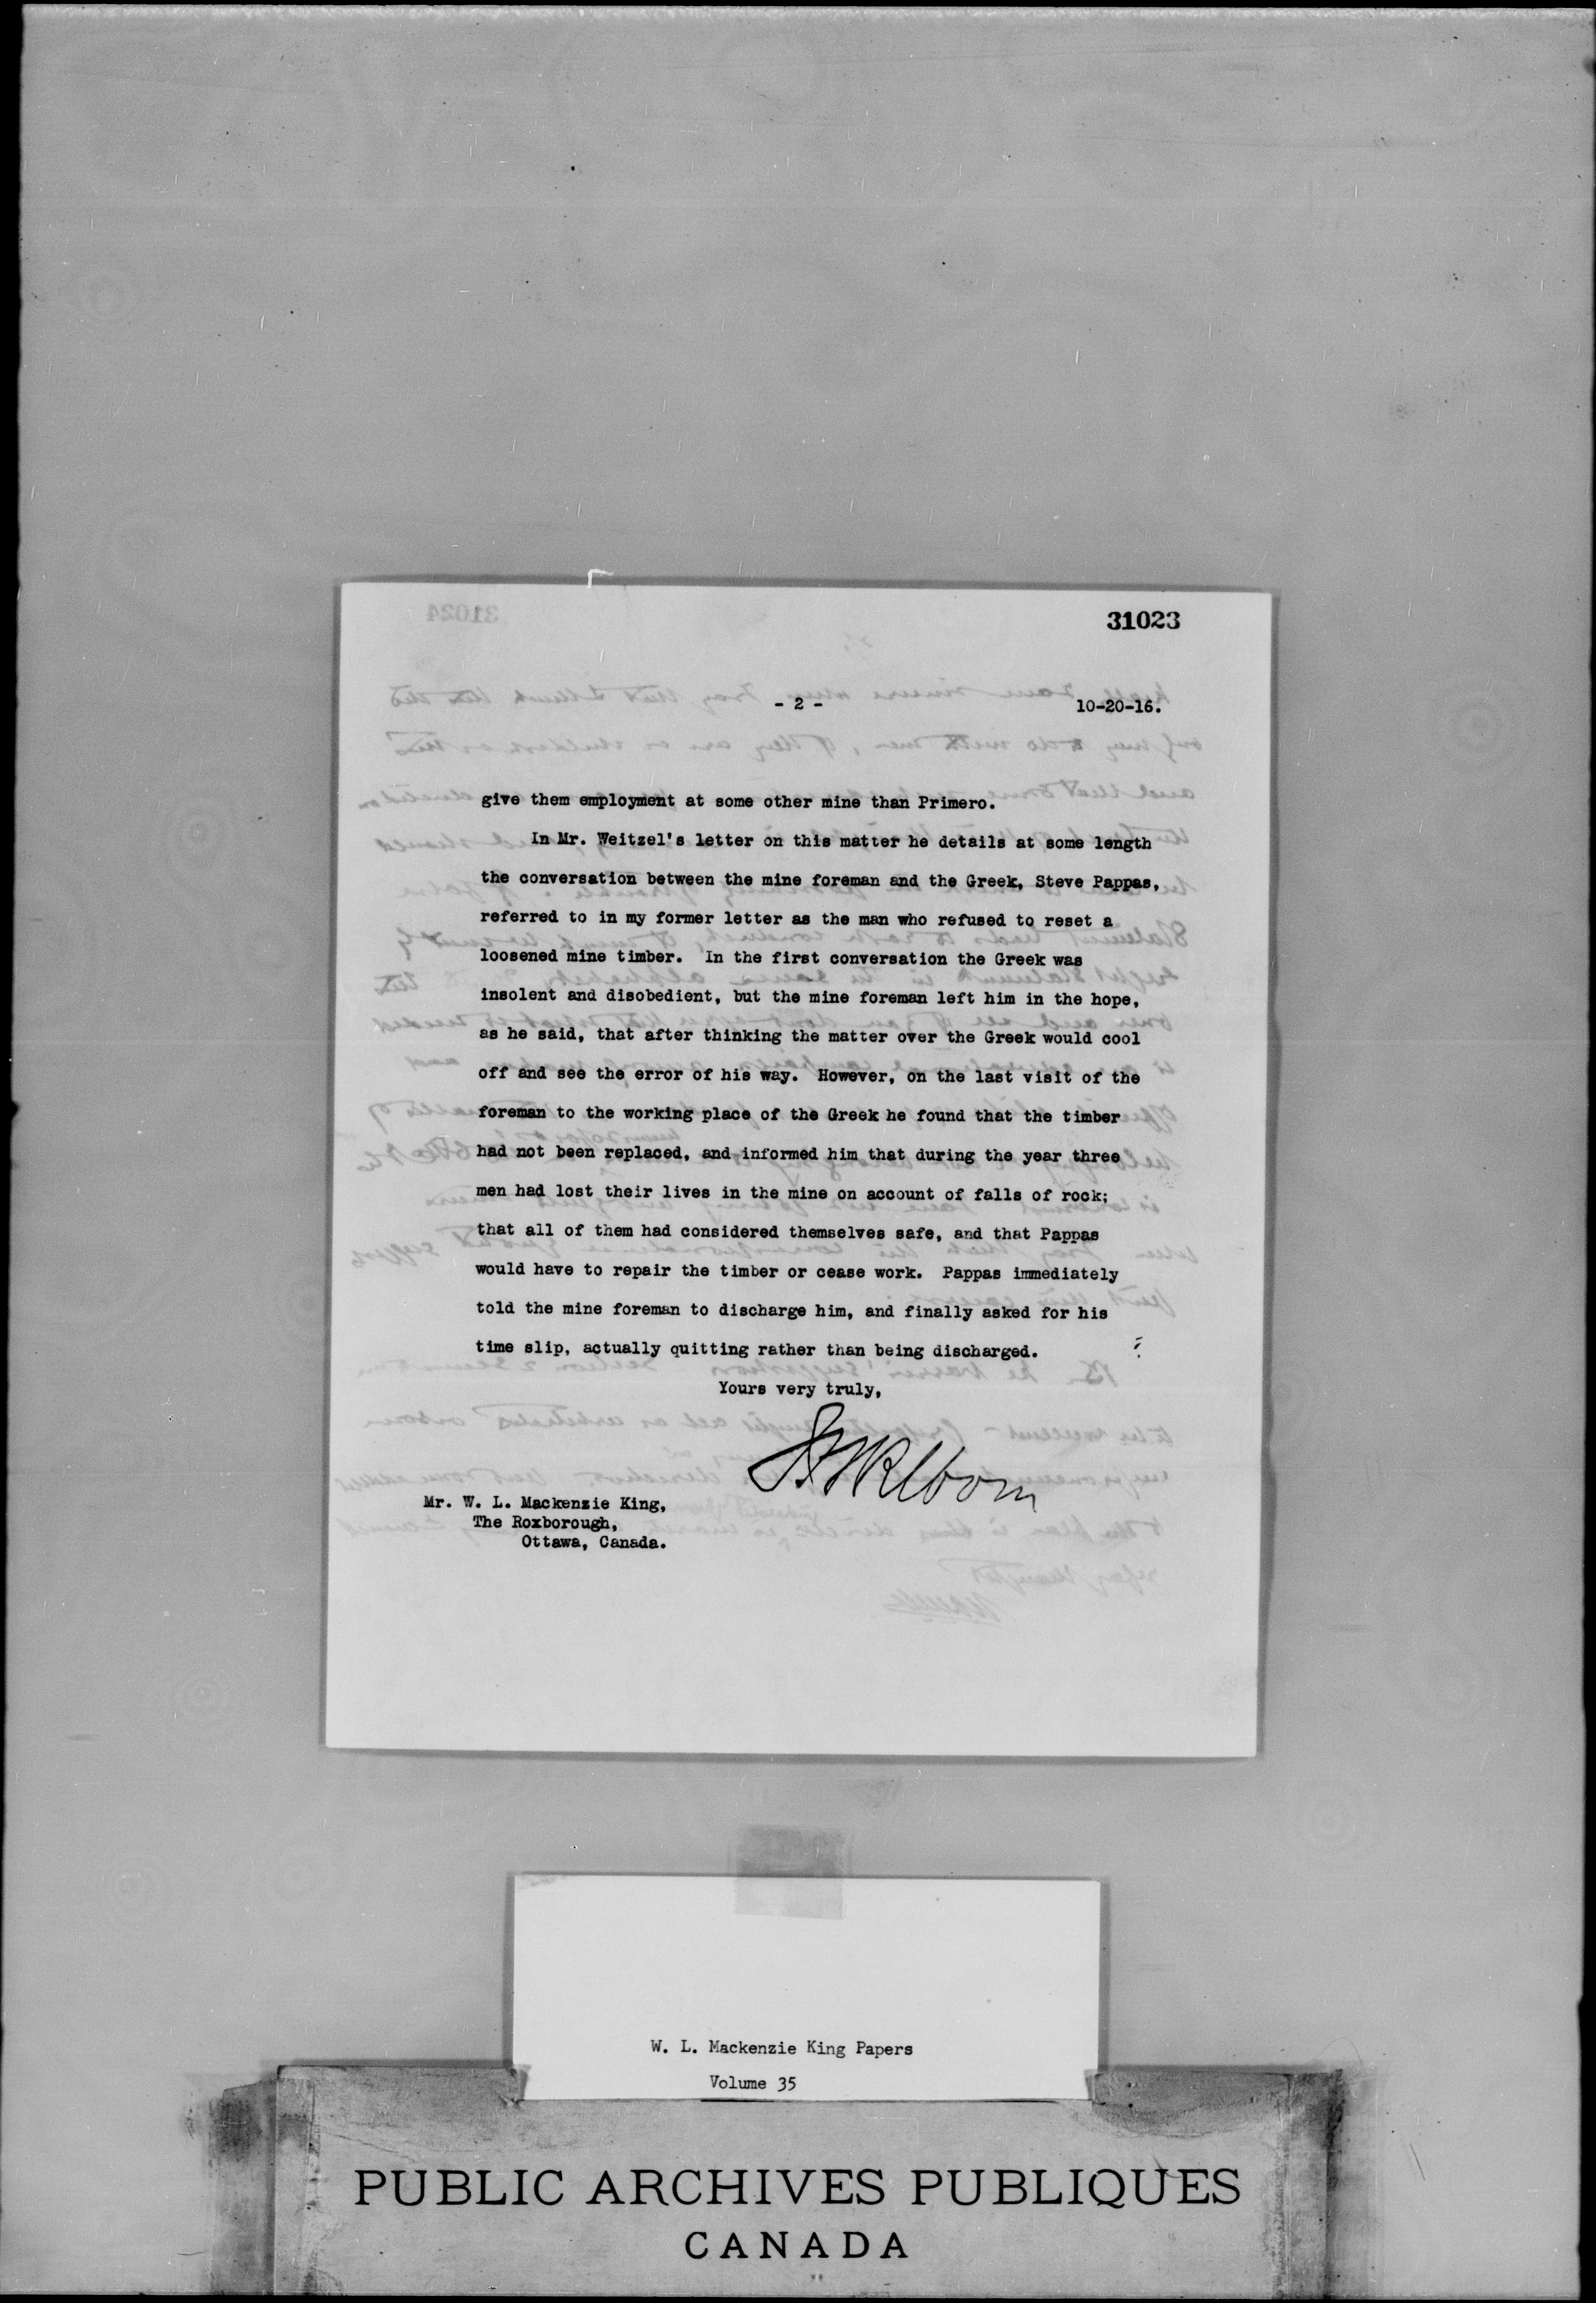 31023
- 2 -
10-20-16.
give them employment at some other mine than Primero.
In Mr. Weitzel's letter on this matter he details at some length
the conversation between the mine foreman and the Greek, Steve Pappas,
referred to in my former letter as the man who refused to reset a
loosened mine timber. In the first conversation the Greek was
insolent and disobedient, but the mine foreman left him in the hope,
as he said, that after thinking the matter over the Greek would cool
off and see the error of his way. However, on the last visit of the
foreman to the working place of the Greek he found that the timber
had not been replaced, and informed him that during the year three
men had lost their lives in the mine on account of falls of rock;
that all of them had considered themselves safe, and that Pappas
would have to repair the timber or cease work. Pappas immediately
told the mine foreman to discharge him, and finally asked for his
time slip, actually quitting rather than being discharged.
Yours very truly,
Mr. W. L. Mackenzie King,
The Roxborough,
Ottawa, Canada.
W. L. Mackenzie King Papers
Volume 35
PUBLIC ARCHIVES PUBLIQUES
CANADA